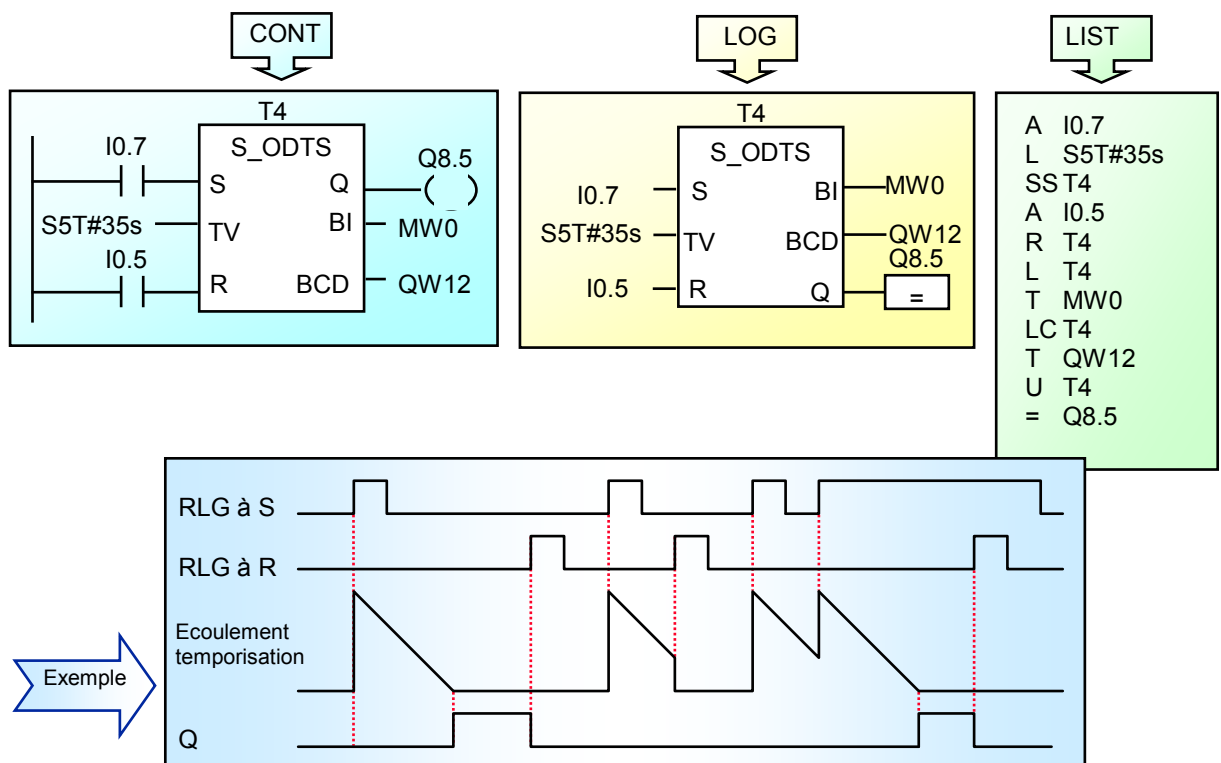 CONT
LOG
LIST
T4
S_ODTS
I0.7
S
Q
Q8.5
S5T#35s
TV
BI
MW0
I0.5
R
BCD
QW12
T4
S_ODTS
I0.7
S
BI
MW0
S5T#35s
TV
BCD
QW12
Q8.5
I0.5
R
Q
=
A I0.7
L S5T#35s
SS T4
A I0.5
R T4
L T4
T MW0
LC T4
T QW12
U T4
= Q8.5
RLG à S
RLG à R
Ecoulement
temporisation
Exemple
Q